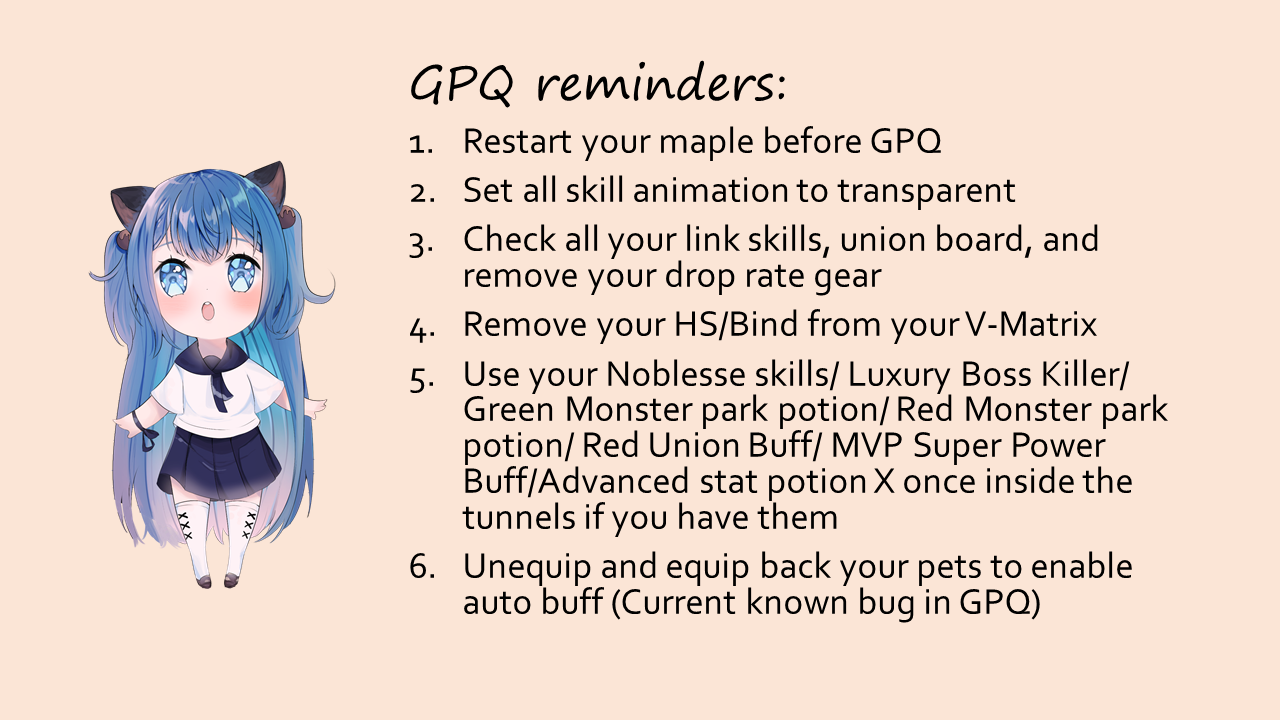 GPQ reminders:
1. Restart your maple before GPQ
2. Set all skill animation to transparent
3. Check all your link skills, union board, and
remove your drop rate gear
4. Remove your HS/Bind from your V-Matrix
5. Use your Noblesse skills/ Luxury Boss Killer/
Green Monster park potion/ Red Monster park
potion/ Red Union Buff/ MVP Super Power
Buff/Advanced stat potion X once inside the
tunnels if you have them
6. Unequip and equip back your pets to enable
auto buff (Current known bug in GPQ)